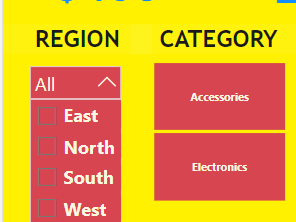 REGION
CATEGORY
All
East
North
South
West
Accessories
Electronics